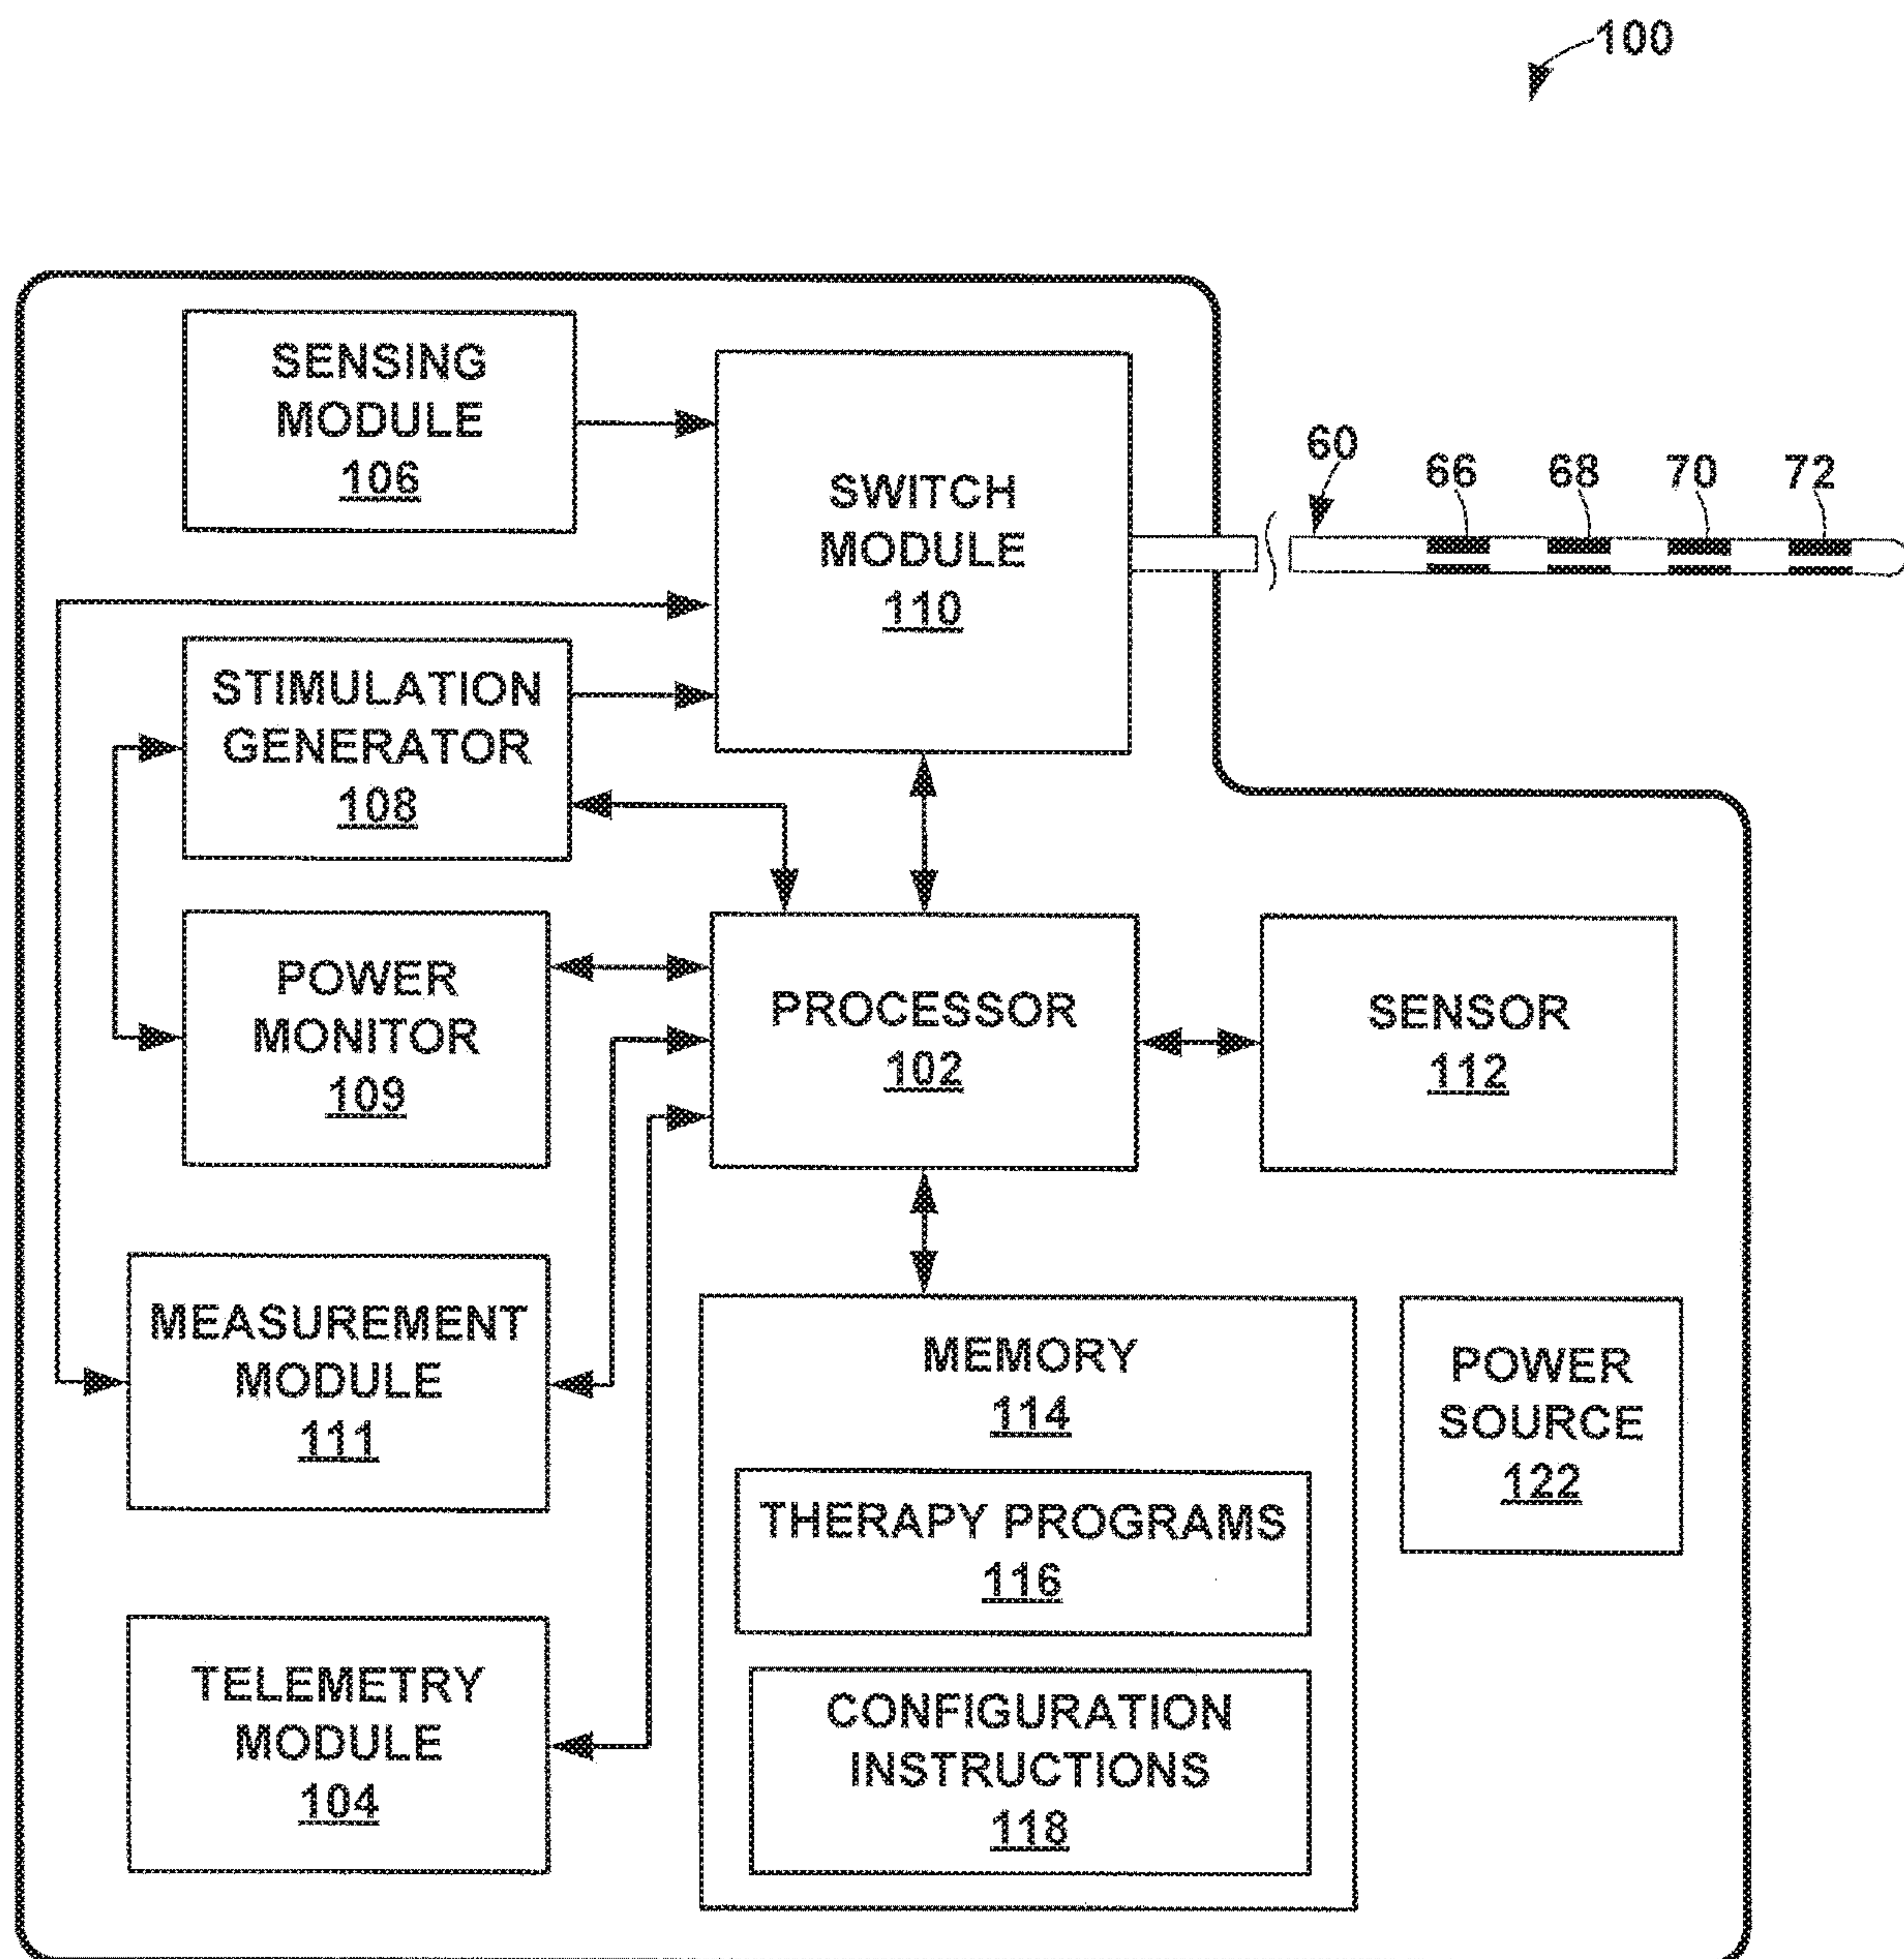 100
SENSING
MODULE
106
SWITCH
MODULE
110
60
66
68
70
72
STIMULATION
GENERATOR
108
POWER
MONITOR
109
PROCESSOR
102
SENSOR
112
MEASUREMENT
MODULE
111
MEMORY
114
THERAPY PROGRAMS
116
CONFIGURATION
INSTRUCTIONS
118
POWER
SOURCE
122
TELEMETRY
MODULE
104